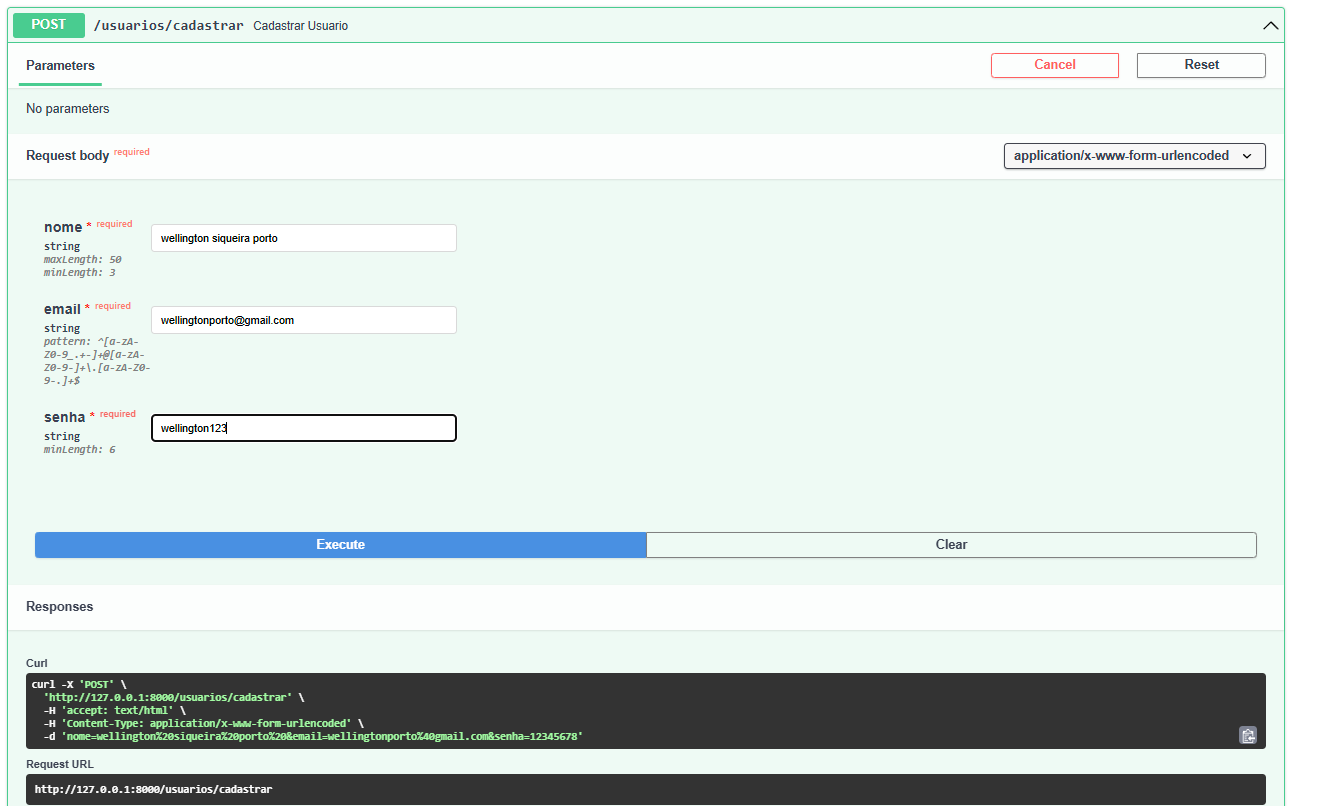 POST /usuarios/cadastrar Cadastrar Usuario
Parameters Cancel Reset
No parameters
Request body required application/x-www-form-urlencoded
nome * required
string
maxLength: 50
minLength: 3
wellington siqueira porto
email * required
string
pattern: ^[a-zA-
Z0-9_.+-]+@[a-zA-
Z0-9-]+\.[a-zA-Z0-
9-.]+$
wellingtonporto@gmail.com
senha * required
string
minLength: 6
wellington123
Execute Clear
Responses
Curl
curl -X 'POST' \
'http://127.0.0.1:8000/usuarios/cadastrar' \
-H 'accept: text/html' \
-H 'Content-Type: application/x-www-form-urlencoded' \
-d 'nome=wellington%20siqueira%20porto%20&email=wellingtonporto%40gmail.com&senha=12345678'
Request URL
http://127.0.0.1:8000/usuarios/cadastrar